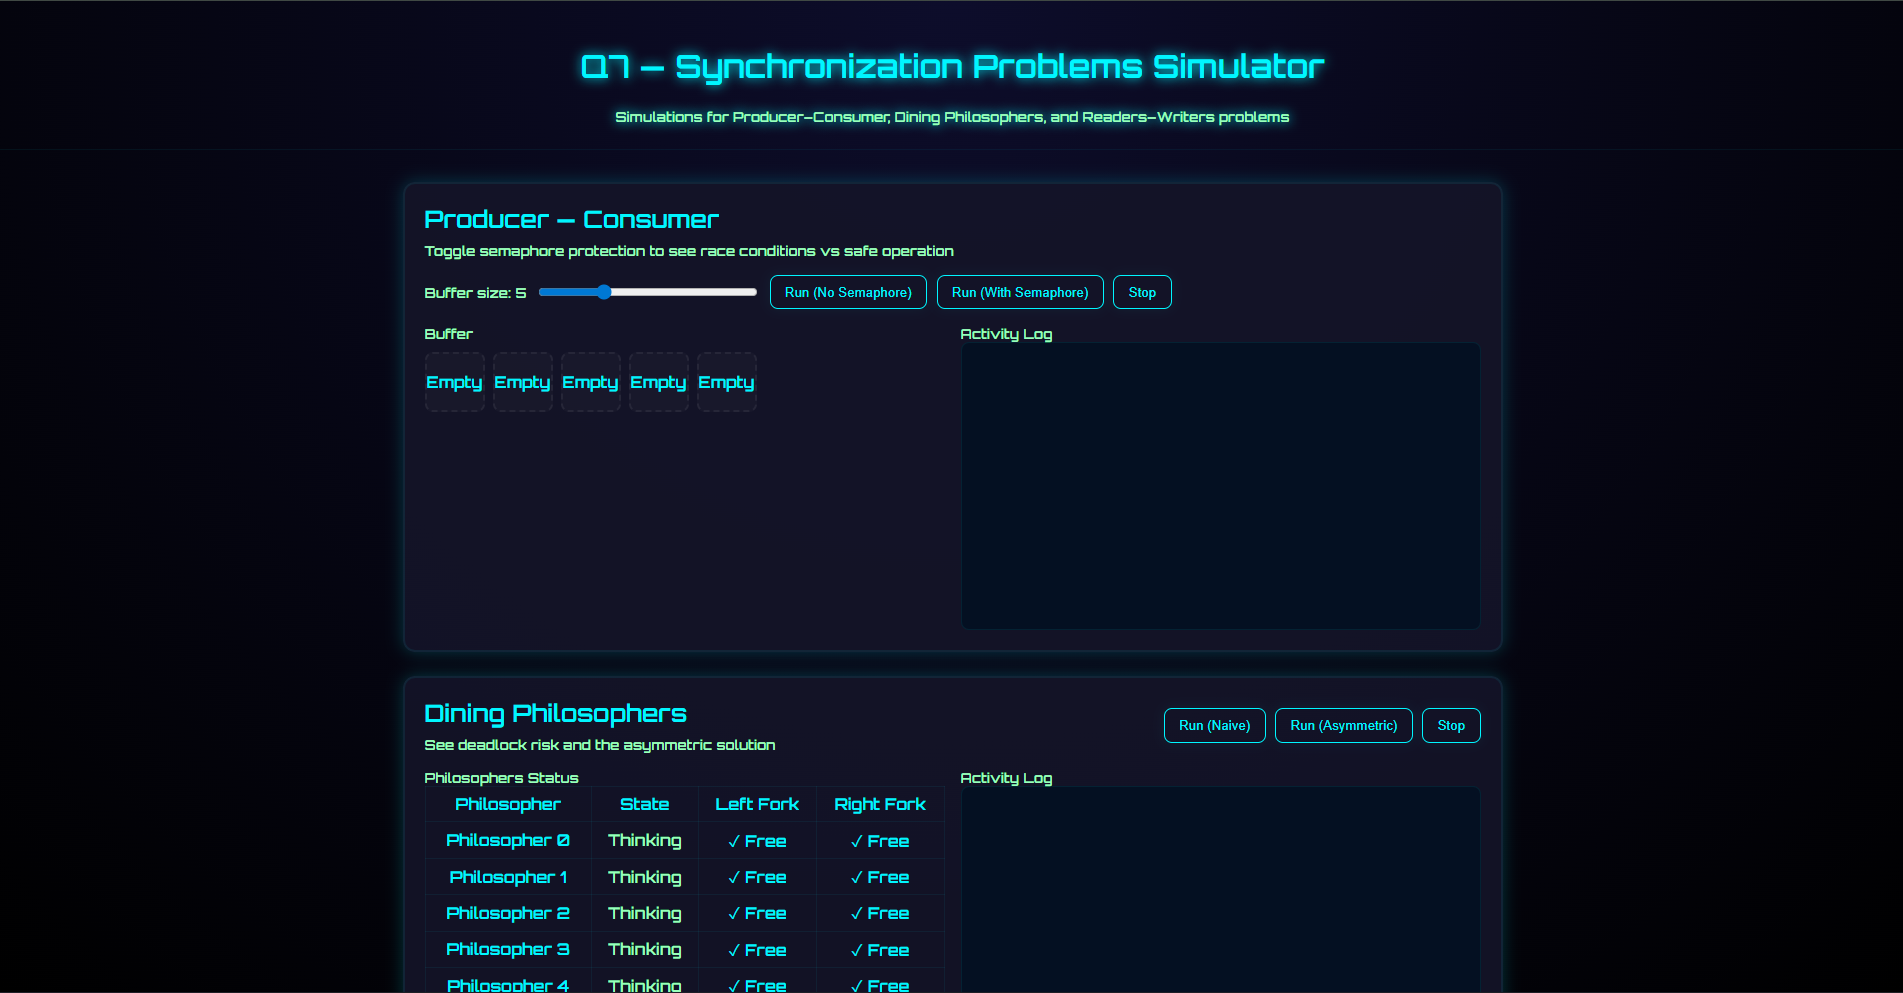 Q7 – Synchronization Problems Simulator
Simulations for Producer–Consumer, Dining Philosophers, and Readers–Writers problems
Producer – Consumer
Toggle semaphore protection to see race conditions vs safe operation
Buffer size: 5 Run (No Semaphore) Run (With Semaphore) Stop
Buffer Activity Log
Empty Empty Empty Empty Empty
Dining Philosophers
See deadlock risk and the asymmetric solution
Run (Naive) Run (Asymmetric) Stop
Philosophers Status Activity Log
Philosopher State Left Fork Right Fork
Philosopher 0 Thinking ✓ Free ✓ Free
Philosopher 1 Thinking ✓ Free ✓ Free
Philosopher 2 Thinking ✓ Free ✓ Free
Philosopher 3 Thinking ✓ Free ✓ Free
Philosopher 4 Thinking ✓ Free ✓ Free